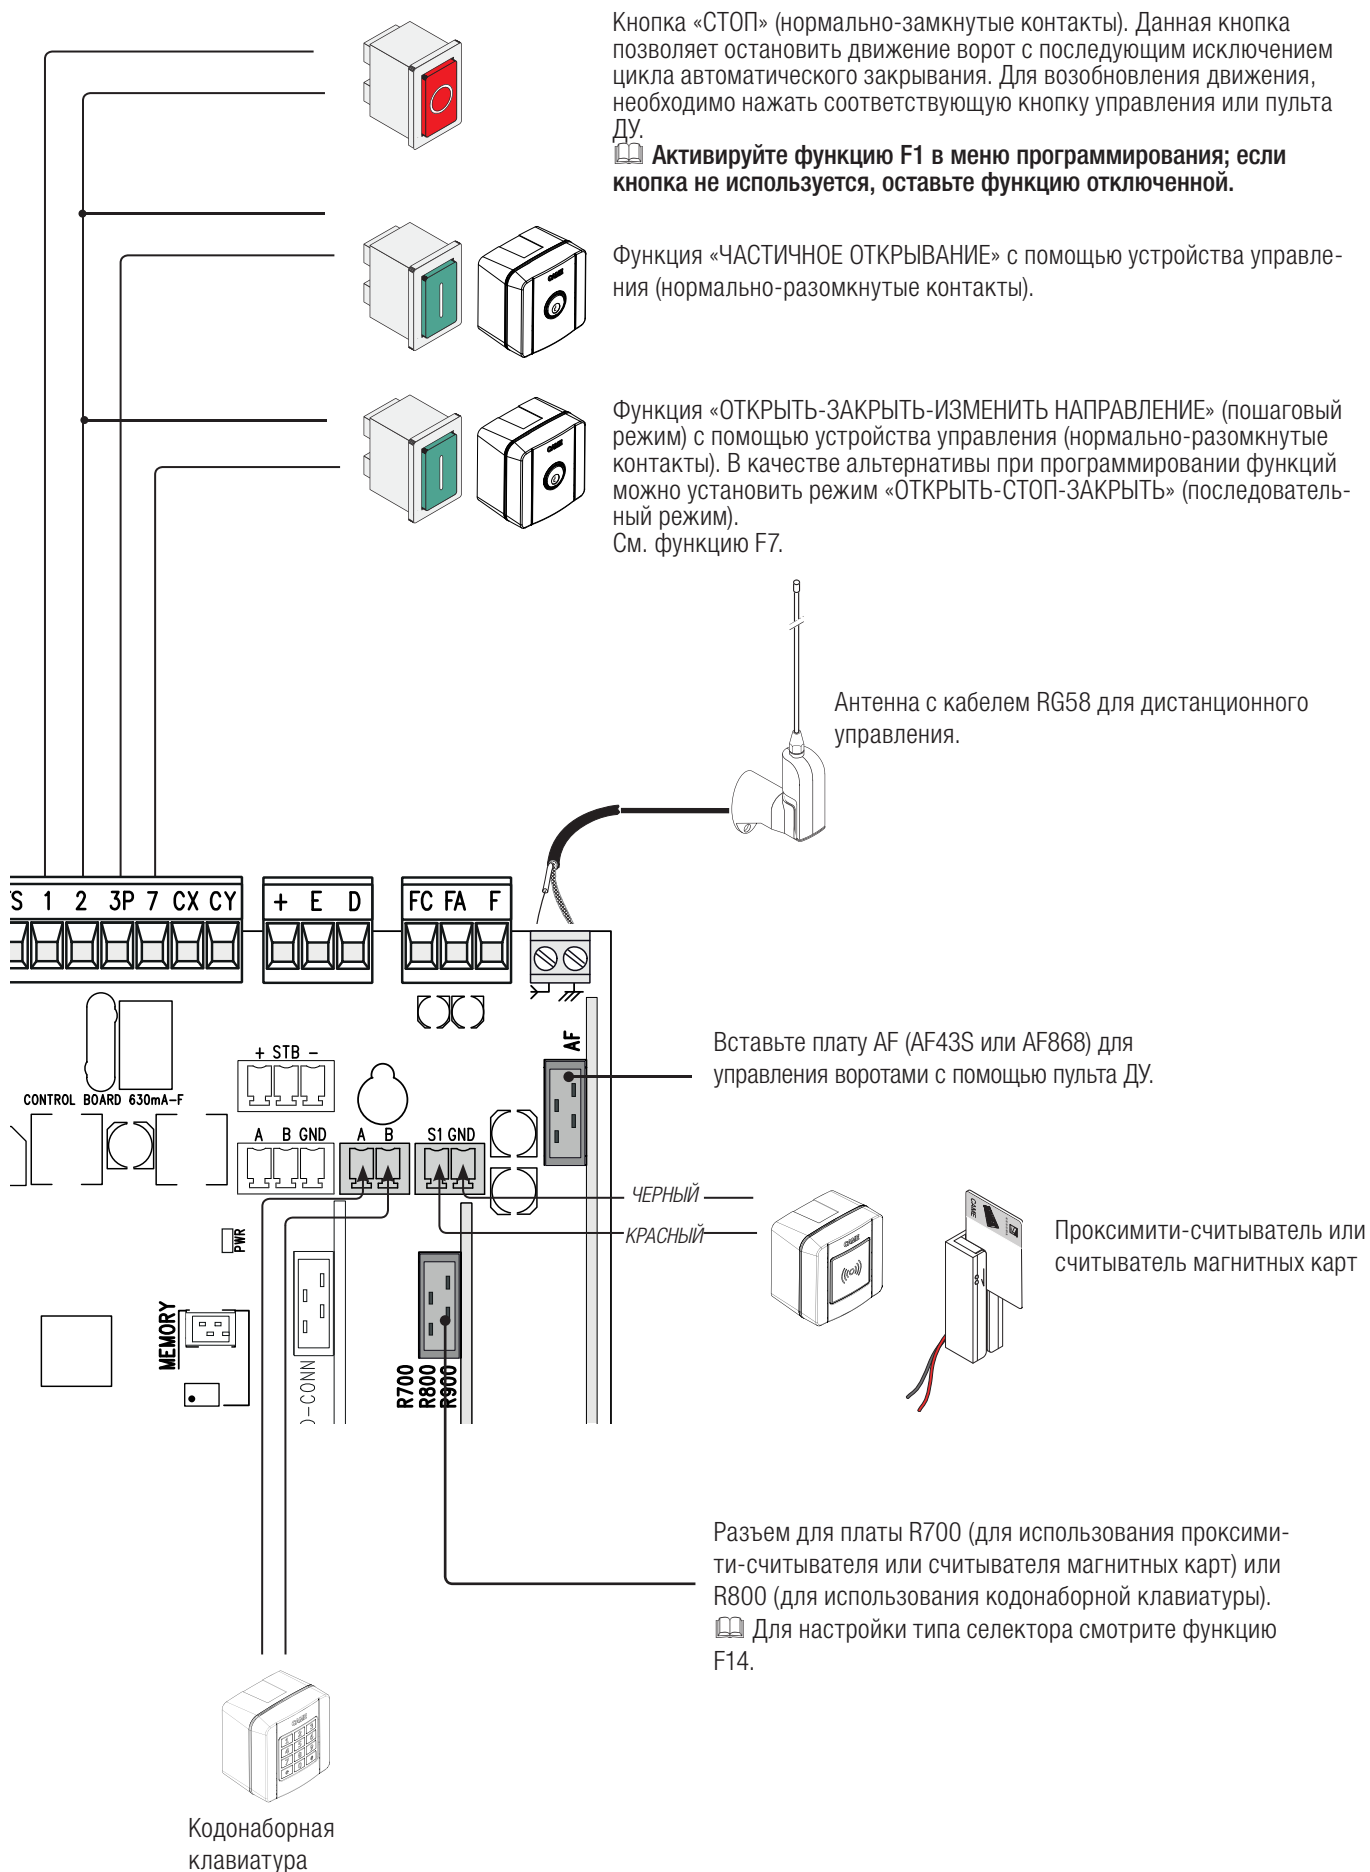 Кнопка «СТОП» (нормально-замкнутые контакты). Данная кнопка
позволяет остановить движение ворот с последующим исключением
цикла автоматического закрывания. Для возобновления движения,
необходимо нажать соответствующую кнопку управления или пульта
ДУ.
Активируйте функцию F1 в меню программирования; если
кнопка не используется, оставьте функцию отключенной.
CAME
Функция «ЧАСТИЧНОЕ ОТКРЫВАНИЕ» с помощью устройства управле-
ния (нормально-разомкнутые контакты).
CAME
Функция «ОТКРЫТЬ-ЗАКРЫТЬ-ИЗМЕНИТЬ НАПРАВЛЕНИЕ» (пошаговый
режим) с помощью устройства управления (нормально-разомкнутые
контакты). В качестве альтернативы при программировании функций
можно установить режим «ОТКРЫТЬ-СТОП-ЗАКРЫТЬ» (последователь-
ный режим).
См. функцию F7.
Антенна с кабелем RG58 для дистанционного
управления.
S 1 2 3P 7 CX CY
+ E D
FC FA F
AF
Вставьте плату AF (AF43S или AF868) для
управления воротами с помощью пульта ДУ.
+ STB -
CONTROL BOARD 630mA-F
A B GND
A B
S1 GND
ЧЕРНЫЙ
КРАСНЫЙ
CAME
CAME
Проксимити-считыватель или
считыватель магнитных карт
PWR
MEMORY
O-CONN
R700
R800
R900
Разъем для платы R700 (для использования проксими-
ти-считывателя или считывателя магнитных карт) или
R800 (для использования кодонаборной клавиатуры).
Для настройки типа селектора смотрите функцию
F14.
CAME
Кодонаборная
клавиатура